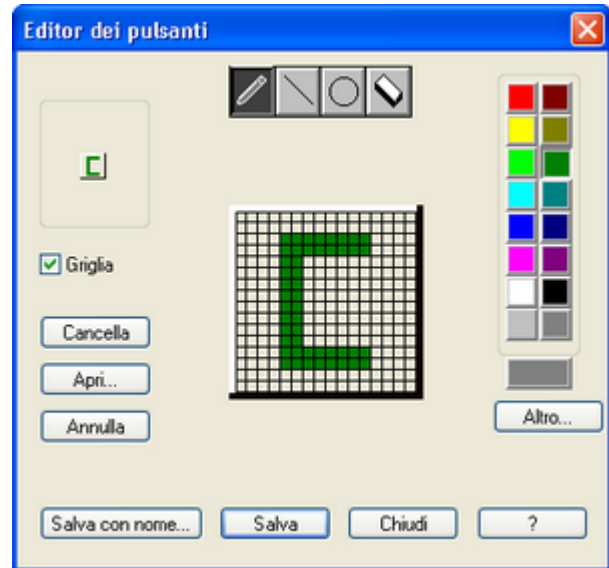 Editor dei pulsanti
Griglia
Cancella
Apri...
Annulla
Altro...
Salva con nome...
Salva
Chiudi
?